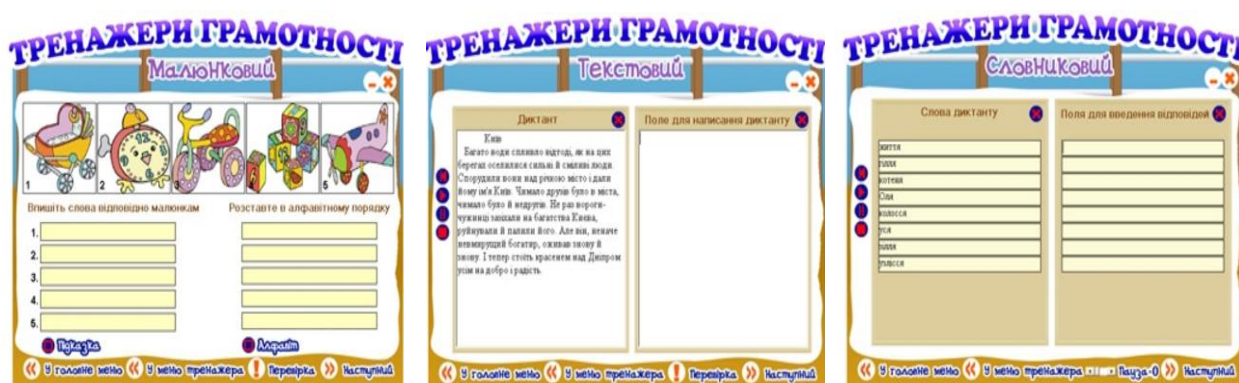 ТРЕНАЖЕРИ ГРАМОТНОСТІ
Малюнковий
1 2 3 4 5
Впишіть слова відповідно малюнкам
Розставте в алфавітному порядку
1.
2.
3.
4.
5.
Підказка
Алфавіт
У головне меню
У меню тренажера
Перевірка
Наступний
ТРЕНАЖЕРИ ГРАМОТНОСТІ
Текстовий
Диктант
Київ
Багато води спливло відтоді, як на цих
берегах оселилися сильні й сміливі люди.
Спорудили вони над річкою місто і дали
йому ім'я Київ. Чимало друзів було в міста,
чимало було й недругів. Не раз вороги-
чужинці зазіхали на багатства Києва,
руйнували й палили його. Але він, неначе
невмирущий богатир, оживав знову й
знову. І тепер стоїть красенем над Дніпром
усім на добро і радість.
Поле для написання диктанту
У головне меню
У меню тренажера
Перевірка
Наступний
ТРЕНАЖЕРИ ГРАМОТНОСТІ
Словниковий
Слова диктанту
життя
гілля
котеня
Оля
колосся
уся
зілля
узлісся
Поля для введення відповідей
У головне меню
У меню тренажера
Пауза-0
Наступний